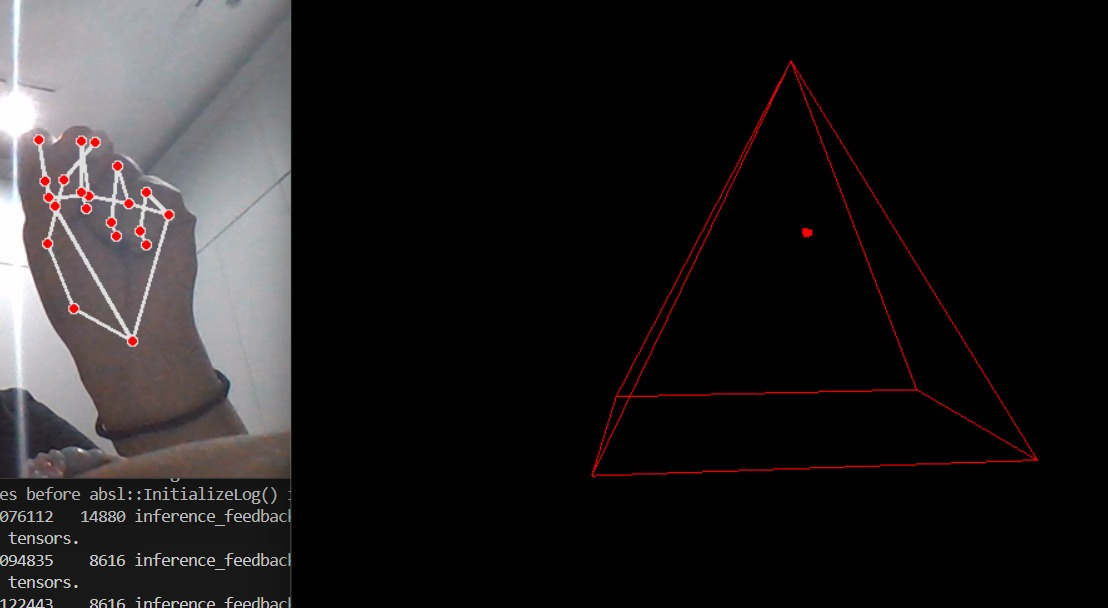 es before absl::InitializeLog() i
076112   14880 inference_feedback
 tensors.
094835    8616 inference_feedback
 tensors.
122443    8616 inference_feedback